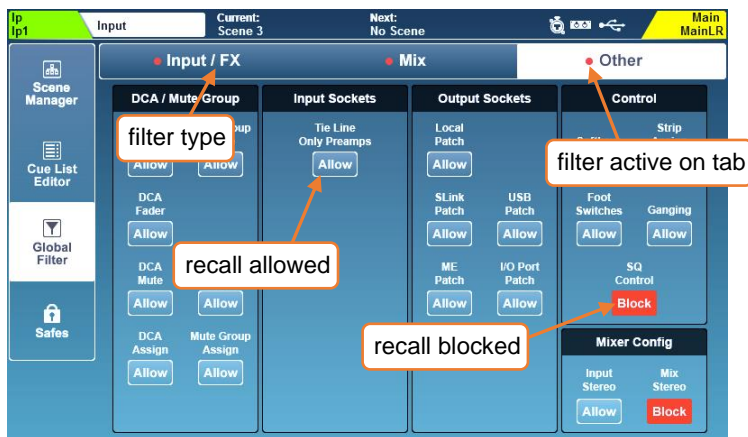 Ip
Ip1
Input
Current:
Scene 3
Next:
No Scene
Main
MainLR
Scene
Manager
Cue List
Editor
Global
Filter
Safes
Input / FX
Mix
Other
DCA / Mute Group
filter type
Allow
Allow
DCA
Fader
Allow
DCA
Mute
Allow
Allow
DCA
Assign
Allow
Mute Group
Assign
Allow
Input Sockets
Tie Line
Only Preamps
Allow
recall allowed
Output Sockets
Local
Patch
Allow
SLink
Patch
Allow
USB
Patch
Allow
ME
Patch
Allow
I/O Port
Patch
Allow
recall blocked
Control
Strip
filter active on tab
Foot
Switches
Allow
Ganging
Allow
SQ
Control
Block
Mixer Config
Input
Stereo
Allow
Mix
Stereo
Block